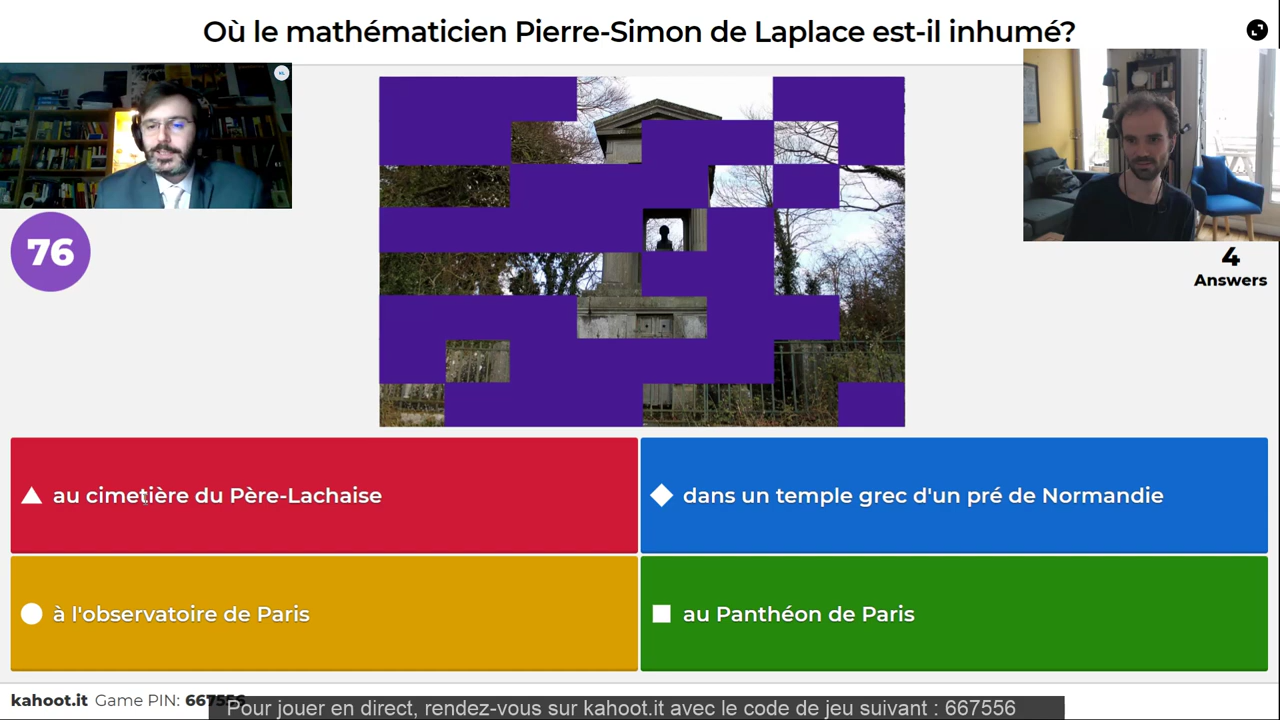 Où le mathématicien Pierre-Simon de Laplace est-il inhumé?
76
4
Answers
au cimetière du Père-Lachaise
dans un temple grec d'un pré de Normandie
à l'observatoire de Paris
au Panthéon de Paris
kahoot.it Game PIN: 667556
Pour jouer en direct, rendez-vous sur kahoot.it avec le code de jeu suivant : 667556